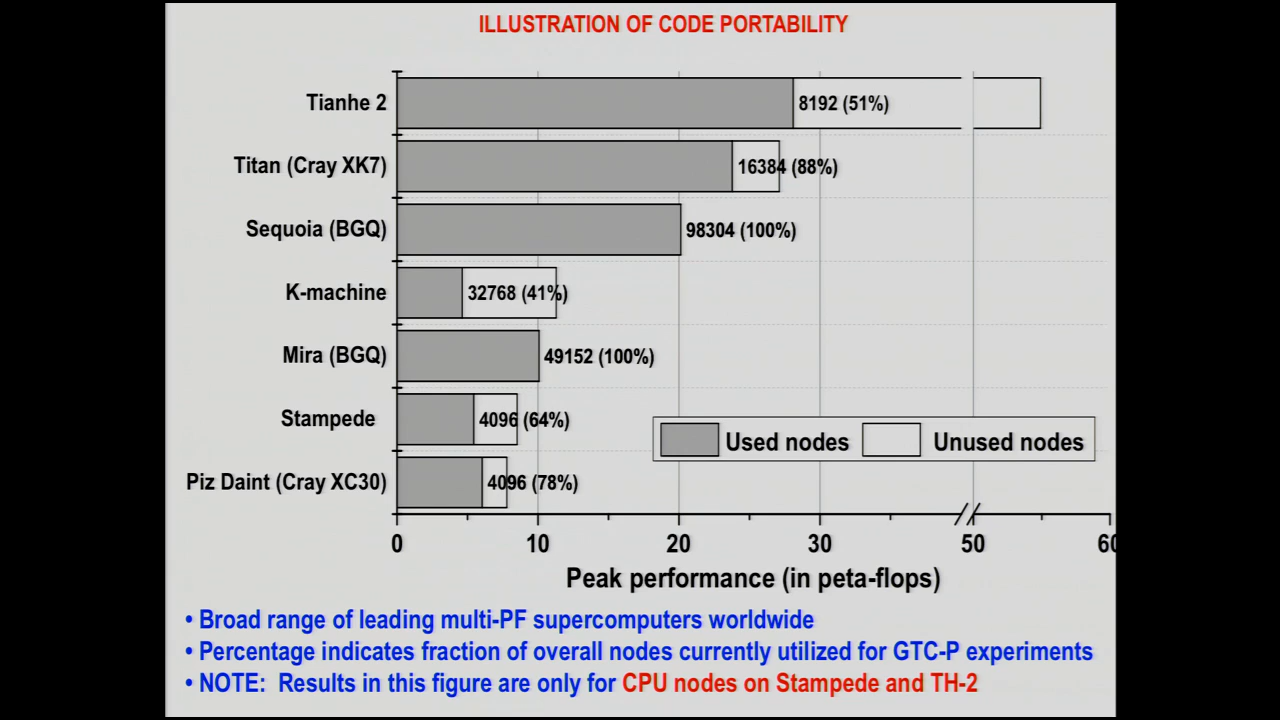 ILLUSTRATION OF CODE PORTABILITY
Tianhe 2
8192 (51%)
Titan (Cray XK7)
16384 (88%)
Sequoia (BGQ)
98304 (100%)
K-machine
32768 (41%)
Mira (BGQ)
49152 (100%)
Stampede
4096 (64%)
Used nodes
Unused nodes
Piz Daint (Cray XC30)
4096 (78%)
0 10 20 30 50 60
Peak performance (in peta-flops)
• Broad range of leading multi-PF supercomputers worldwide
• Percentage indicates fraction of overall nodes currently utilized for GTC-P experiments
• NOTE: Results in this figure are only for CPU nodes on Stampede and TH-2